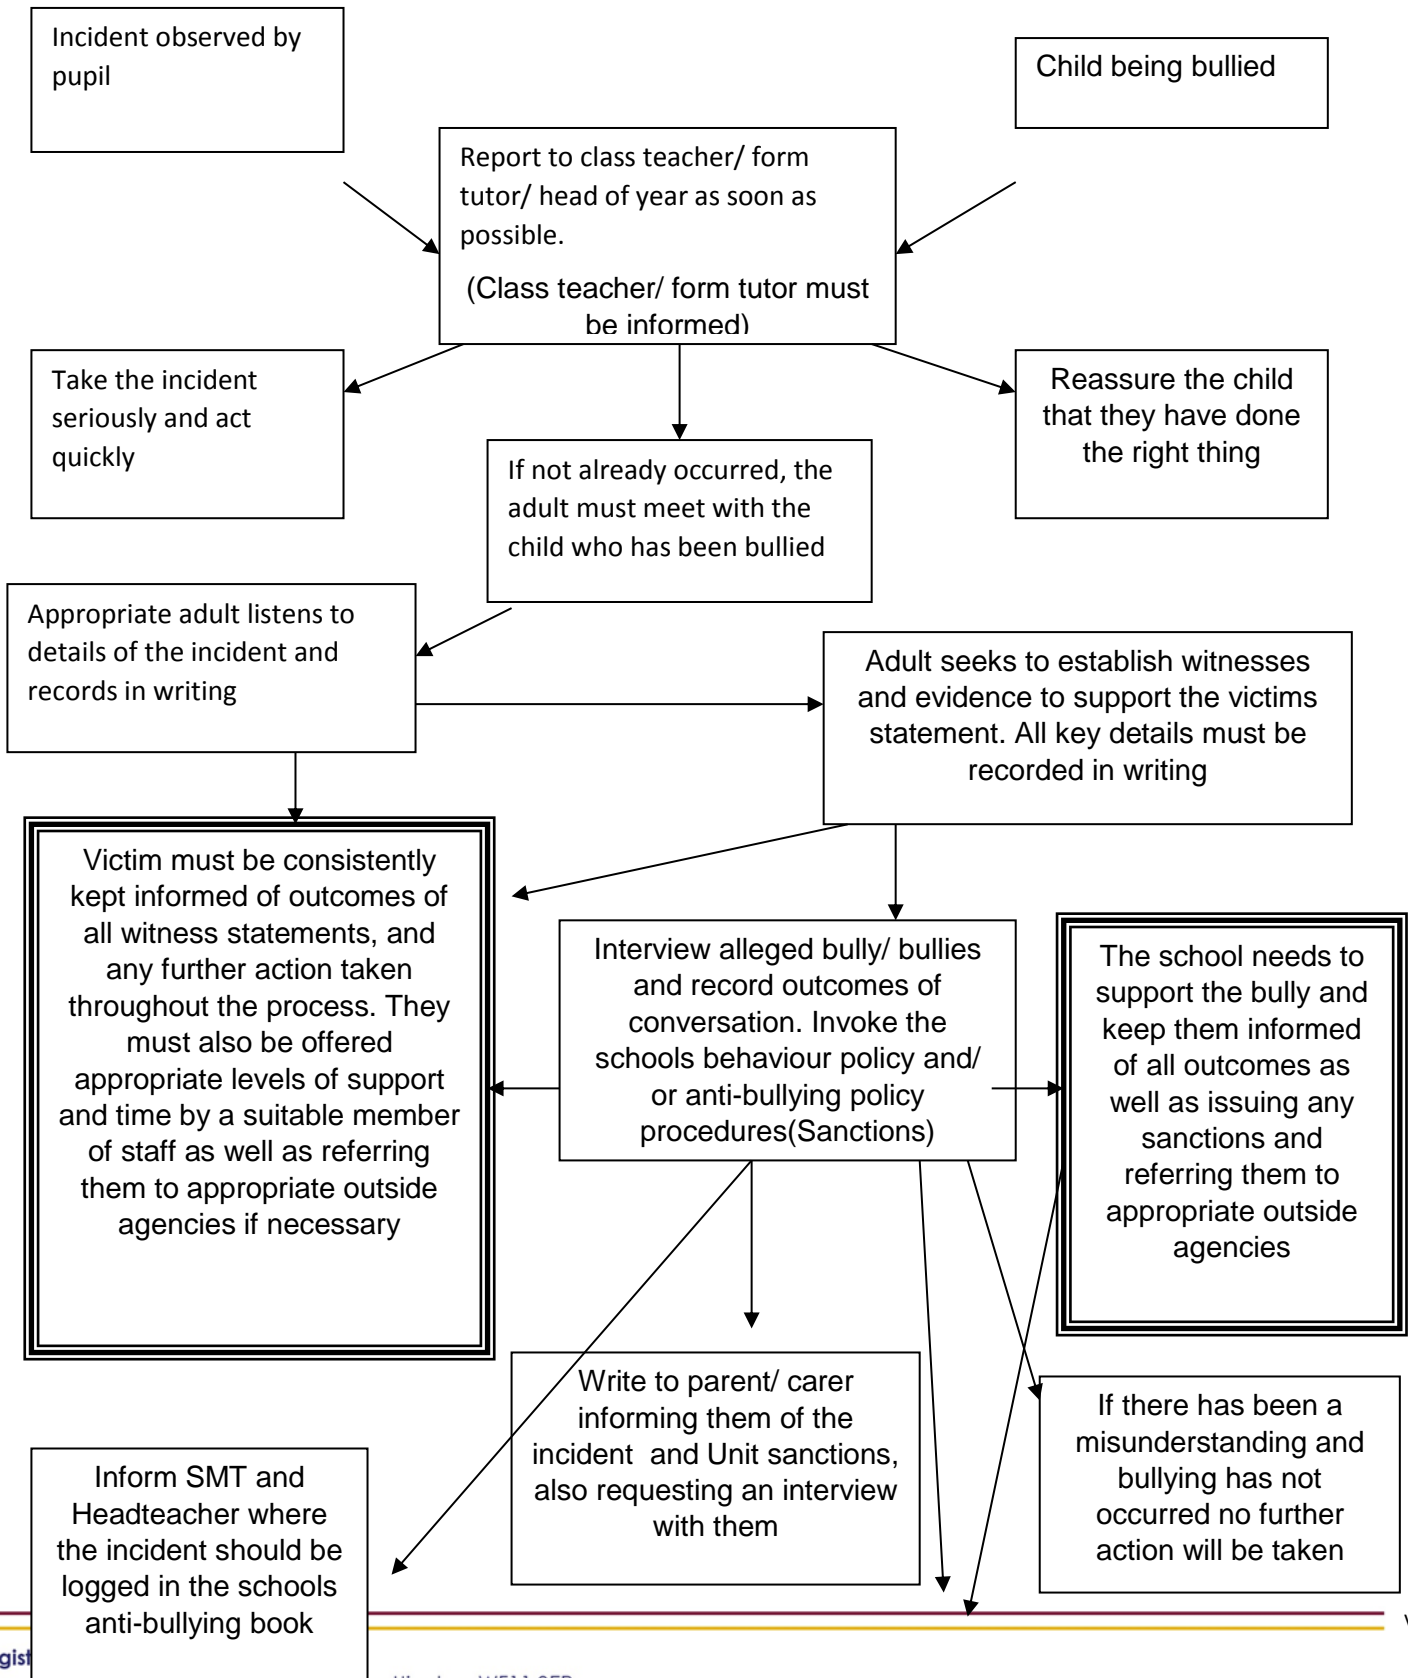 Incident observed by
pupil
Child being bullied
Report to class teacher/ form
tutor/ head of year as soon as
possible.
(Class teacher/ form tutor must
be informed)
Take the incident
seriously and act
quickly
Reassure the child
that they have done
the right thing
If not already occurred, the
adult must meet with the
child who has been bullied
Appropriate adult listens to
details of the incident and
records in writing
Adult seeks to establish witnesses
and evidence to support the victims
statement. All key details must be
recorded in writing
Victim must be consistently
kept informed of outcomes of
all witness statements, and
any further action taken
throughout the process. They
must also be offered
appropriate levels of support
and time by a suitable member
of staff as well as referring
them to appropriate outside
agencies if necessary
Interview alleged bully/ bullies
and record outcomes of
conversation. Invoke the
schools behaviour policy and/
or anti-bullying policy
procedures(Sanctions)
The school needs to
support the bully and
keep them informed
of all outcomes as
well as issuing any
sanctions and
referring them to
appropriate outside
agencies
Write to parent/ carer
informing them of the
incident  and Unit sanctions,
also requesting an interview
with them
If there has been a
misunderstanding and
bullying has not
occurred no further
action will be taken
Inform SMT and
Headteacher where
the incident should be
logged in the schools
anti-bullying book
gist